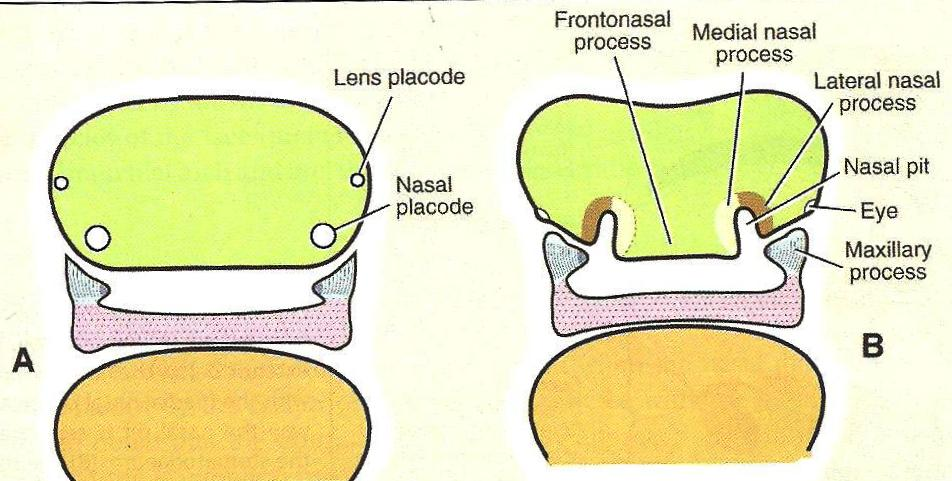 Lens placode
Nasal
placode
A
Frontonasal
process
Medial nasal
process
Lateral nasal
process
Nasal pit
Eye
Maxillary
process
B